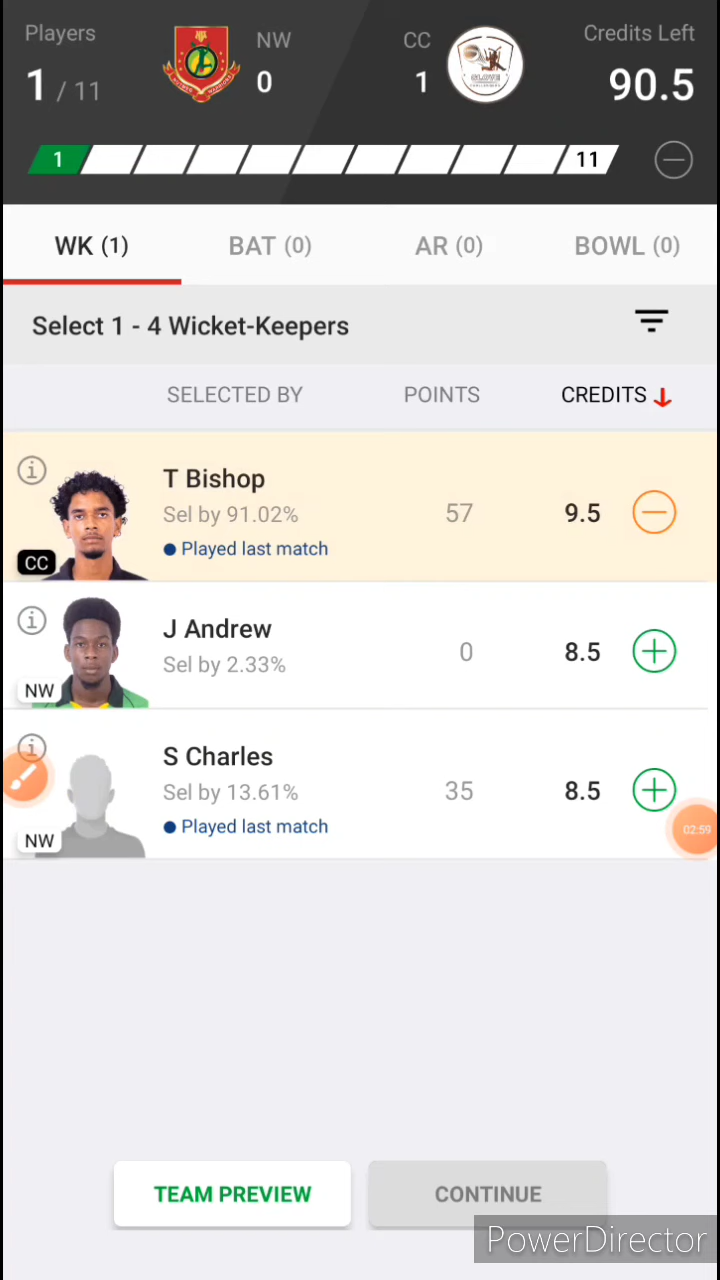 Players
NW
CC
Credits Left
1 / 11
0
1
90.5
GLOVE
1
11
WK (1)
BAT (0)
AR (0)
BOWL (0)
Select 1 - 4 Wicket-Keepers
SELECTED BY
POINTS
CREDITS
T Bishop
Sel by 91.02%
57
9.5
Played last match
CC
J Andrew
Sel by 2.33%
0
8.5
NW
S Charles
Sel by 13.61%
35
8.5
Played last match
NW
02:59
TEAM PREVIEW
CONTINUE
PowerDirector